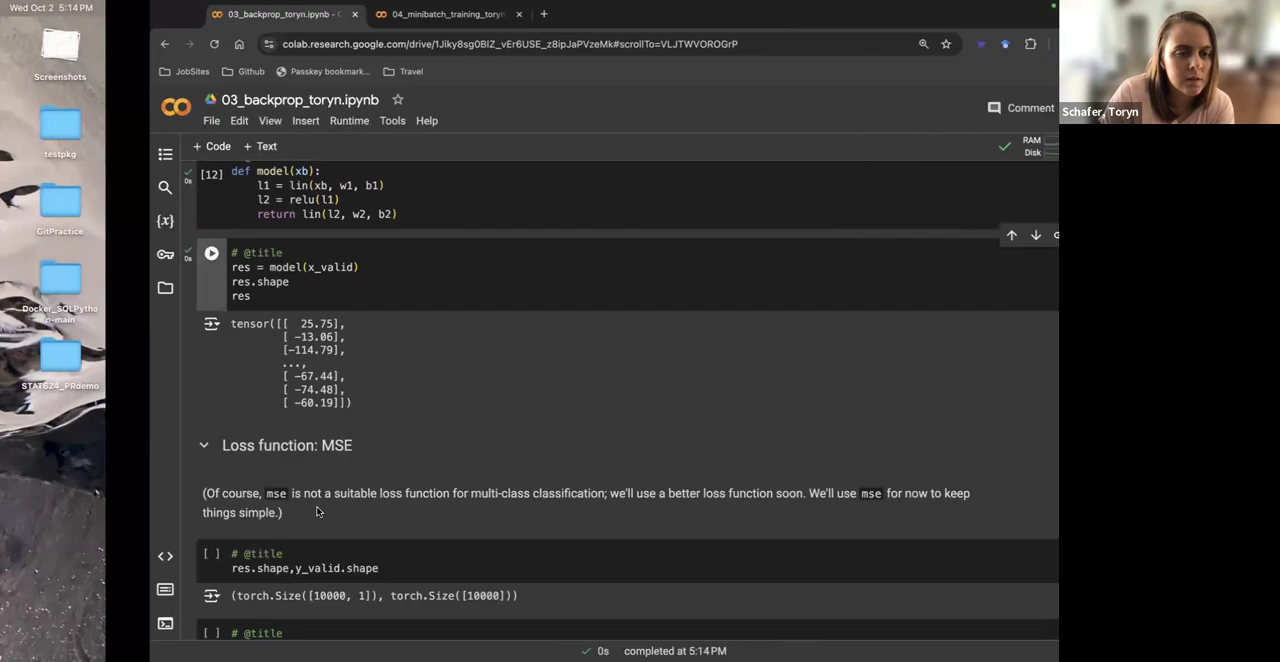 Wed Oct 2 5:14 PM
03_backprop_toryn.ipynb - C
04_minibatch_training_toryn
colab.research.google.com/drive/1Jiky8sg0BIZ_vEr6USE_z8ipJaPVzeMk#scrollTo=VLJTWVOROGrP
JobSites
Github
Passkey bookmark...
Travel
Screenshots
testpkg
GitPractice
Docker_SQLPytho
n-main
STAT624_PRdemo
03_backprop_toryn.ipynb
Comment
File Edit View Insert Runtime Tools Help
+ Code + Text
RAM
Disk
0s
[12]
def model(xb):
    l1 = lin(xb, w1, b1)
    l2 = relu(l1)
    return lin(l2, w2, b2)
0s
# @title
res = model(x_valid)
res.shape
res
tensor([[  25.75],
        [ -13.06],
        [-114.79],
        ...,
        [ -67.44],
        [ -74.48],
        [ -60.19]])
Loss function: MSE
(Of course, mse is not a suitable loss function for multi-class classification; we'll use a better loss function soon. We'll use mse for now to keep
things simple.)
[ ] # @title
res.shape,y_valid.shape
(torch.Size([10000, 1]), torch.Size([10000]))
[ ] # @title
0s completed at 5:14 PM
Schafer, Toryn